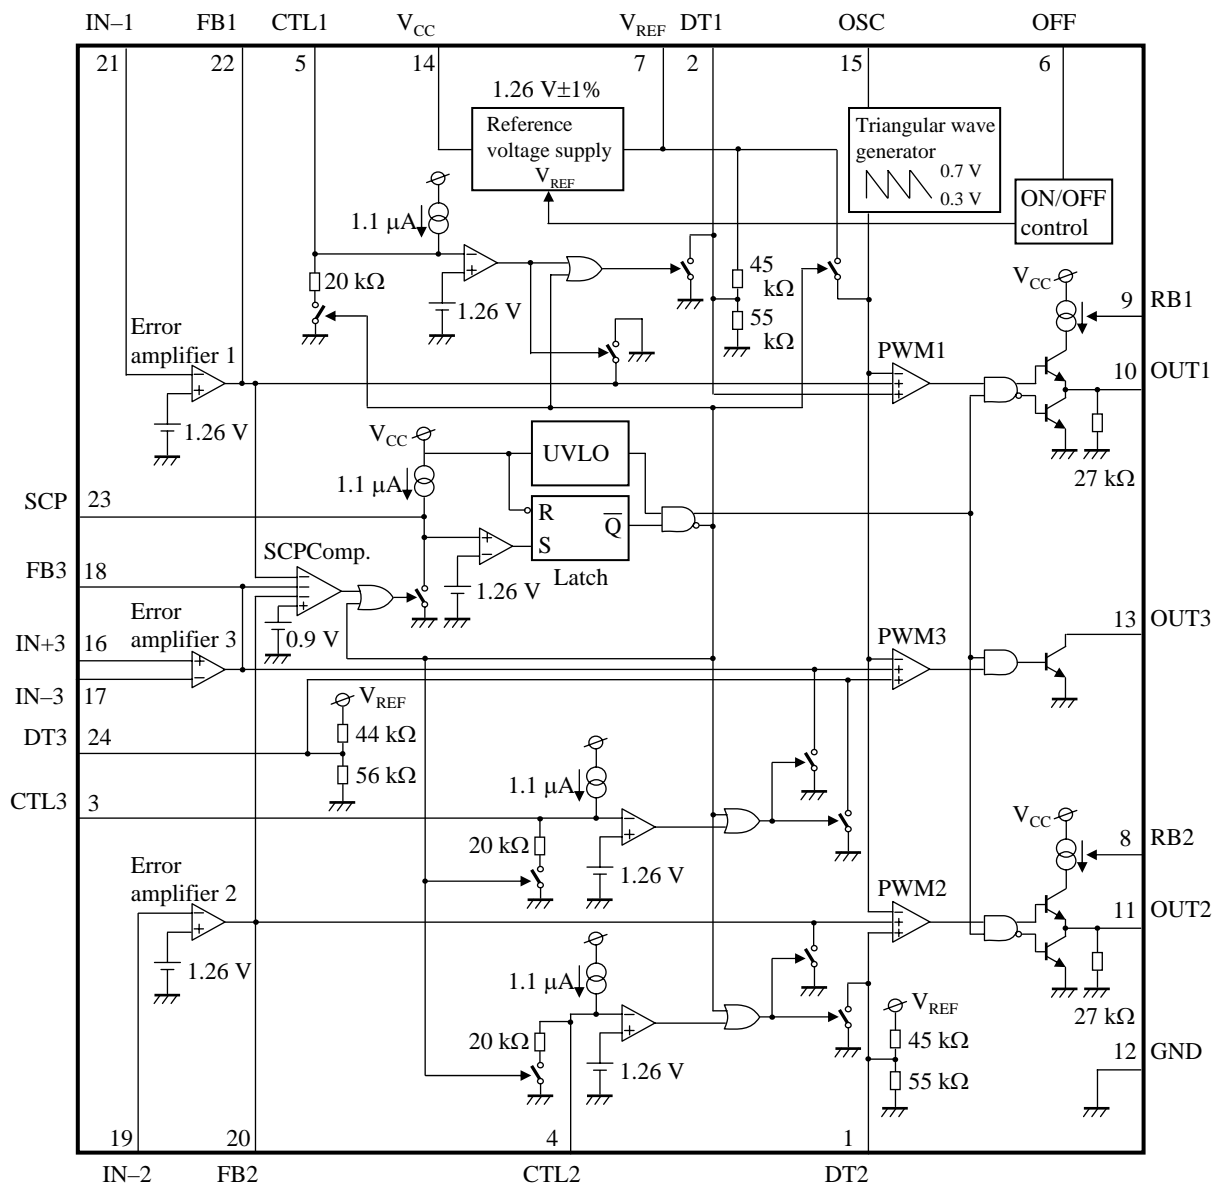 IN–1 FB1 CTL1 VCC VREF DT1 OSC OFF
21 22 5 14 7 2 15 6
1.26 V±1%
Reference
voltage supply
VREF
Triangular wave
generator
0.7 V
0.3 V
ON/OFF
control
1.1 μA
20 kΩ
1.26 V
45
kΩ
55
kΩ
VCC
9 RB1
Error
amplifier 1
1.26 V
PWM1
10 OUT1
27 kΩ
VCC
1.1 μA
UVLO
SCP 23
R
S
Q
Latch
1.26 V
SCPComp.
FB3 18
0.9 V
Error
amplifier 3
IN+3 16
IN–3 17
PWM3
13 OUT3
VREF
44 kΩ
56 kΩ
DT3 24
CTL3 3
1.1 μA
20 kΩ
1.26 V
VCC
8 RB2
Error
amplifier 2
1.26 V
PWM2
11 OUT2
27 kΩ
1.1 μA
20 kΩ
1.26 V
VREF
45 kΩ
55 kΩ
12 GND
19 20 4 1
IN–2 FB2 CTL2 DT2